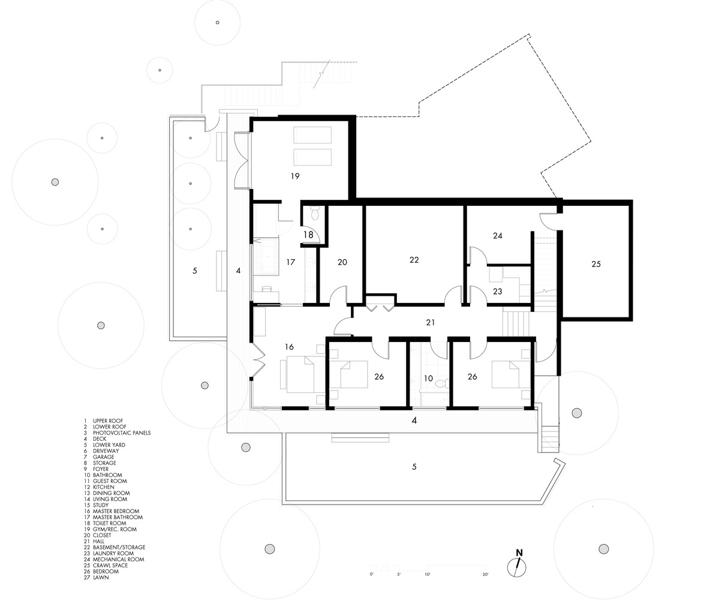 19
18
17
20
22
24
23
25
5
4
21
16
26
10
26
4
5
1 UPPER ROOF
2 LOWER ROOF
3 PHOTOVOLTAIC PANELS
4 DECK
5 LOWER YARD
6 DRIVEWAY
7 GARAGE
8 STORAGE
9 FOYER
10 BATHROOM
11 GUEST ROOM
12 KITCHEN
13 DINING ROOM
14 LIVING ROOM
15 STUDY
16 MASTER BEDROOM
17 MASTER BATHROOM
18 TOILET ROOM
19 GYM/REC. ROOM
20 CLOSET
21 HALL
22 BASEMENT/STORAGE
23 LAUNDRY ROOM
24 MECHANICAL ROOM
25 CRAWL SPACE
26 BEDROOM
27 LAWN
N
0' 5' 10' 20'